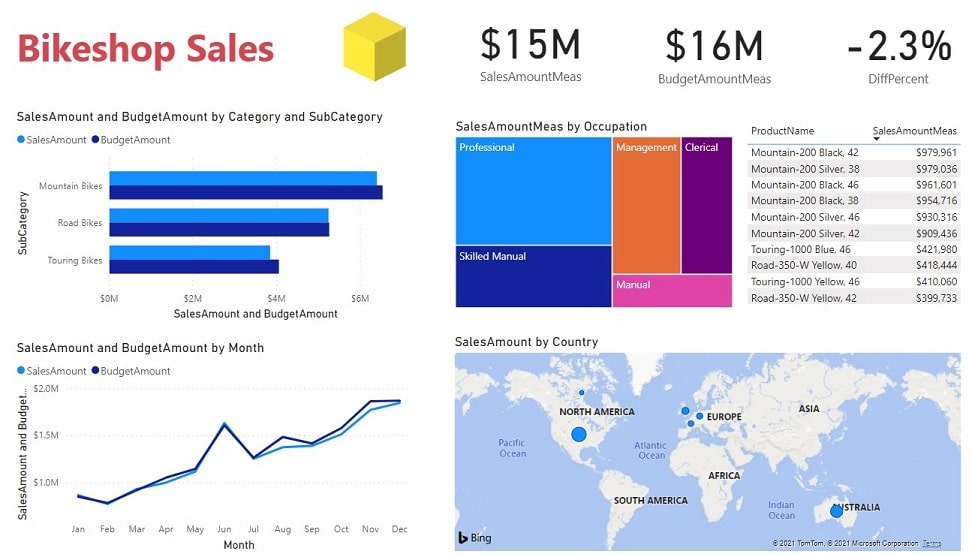 Bikeshop Sales
$15M
SalesAmountMeas
$16M
BudgetAmountMeas
-2.3%
DiffPercent
SalesAmount and BudgetAmount by Category and SubCategory
SalesAmount BudgetAmount
SubCategory
Mountain Bikes
Road Bikes
Touring Bikes
$0M $2M $4M $6M
SalesAmount and BudgetAmount
SalesAmountMeas by Occupation
Professional
Management
Clerical
Skilled Manual
Manual
ProductName SalesAmountMeas
Mountain-200 Black, 42 $979,961
Mountain-200 Silver, 38 $979,036
Mountain-200 Black, 46 $961,601
Mountain-200 Black, 38 $954,716
Mountain-200 Silver, 46 $930,316
Mountain-200 Silver, 42 $909,436
Touring-1000 Blue, 46 $421,980
Road-350-W Yellow, 40 $418,444
Touring-1000 Yellow, 46 $410,060
Road-350-W Yellow, 42 $399,733
SalesAmount and BudgetAmount by Month
SalesAmount BudgetAmount
SalesAmount and Budget...
$2.0M
$1.5M
$1.0M
Jan Feb Mar Apr May Jun Jul Aug Sep Oct Nov Dec
Month
SalesAmount by Country
NORTH AMERICA
EUROPE
ASIA
Pacific
Ocean
Atlantic
Ocean
AFRICA
SOUTH AMERICA
Indian
Ocean
AUSTRALIA
Bing
© 2021 TomTom, © 2021 Microsoft Corporation Terms